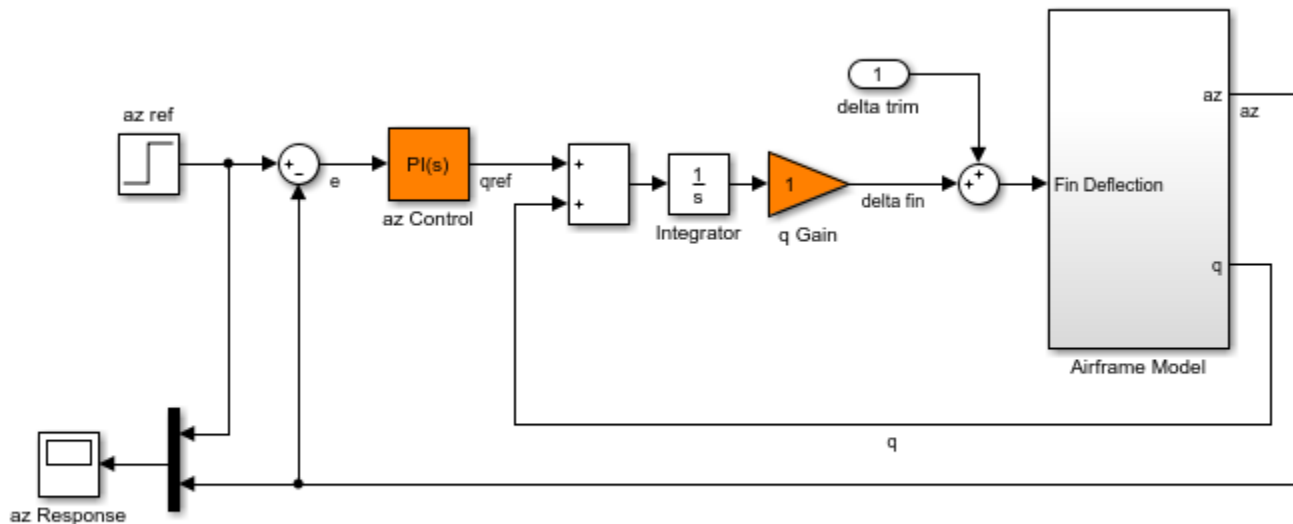 az ref
+
−
e
PI(s)
qref
az Control
+
+
1
s
Integrator
1
q Gain
delta fin
1
delta trim
+
+
Fin Deflection
az
q
Airframe Model
az
q
az Response